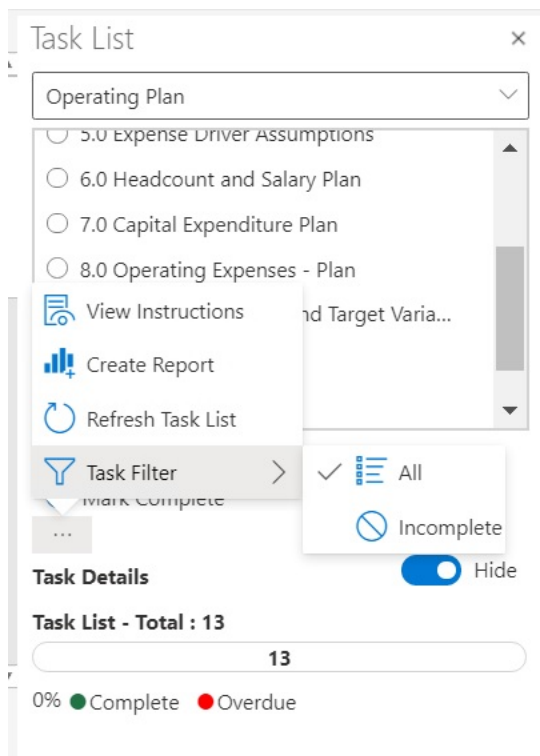 Task List
Operating Plan
5.0 Expense Driver Assumptions
6.0 Headcount and Salary Plan
7.0 Capital Expenditure Plan
8.0 Operating Expenses - Plan
nd Target Varia...
View Instructions
Create Report
Refresh Task List
Task Filter
All
Mark Complete
Incomplete
...
Hide
Task Details
Task List - Total : 13
13
0% Complete Overdue